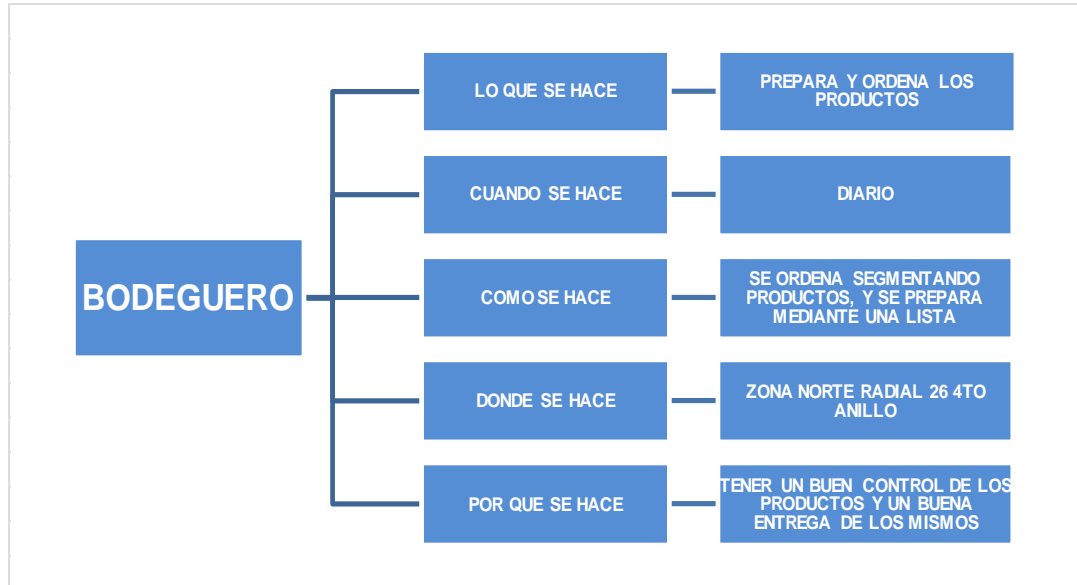 BODEGUERO
LO QUE SE HACE
PREPARA Y ORDENA LOS
PRODUCTOS
CUANDO SE HACE
DIARIO
COMO SE HACE
SE ORDENA SEGMENTANDO
PRODUCTOS, Y SE PREPARA
MEDIANTE UNA LISTA
DONDE SE HACE
ZONA NORTE RADIAL 26 4TO
ANILLO
POR QUE SE HACE
TENER UN BUEN CONTROL DE LOS
PRODUCTOS Y UN BUENA
ENTREGA DE LOS MISMOS